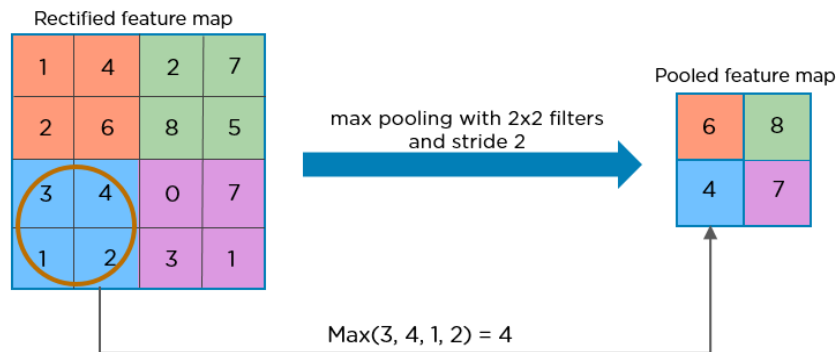 Rectified feature map
1 4 2 7
2 6 8 5
3 4 0 7
1 2 3 1
max pooling with 2x2 filters
and stride 2
Pooled feature map
6 8
4 7
Max(3, 4, 1, 2) = 4